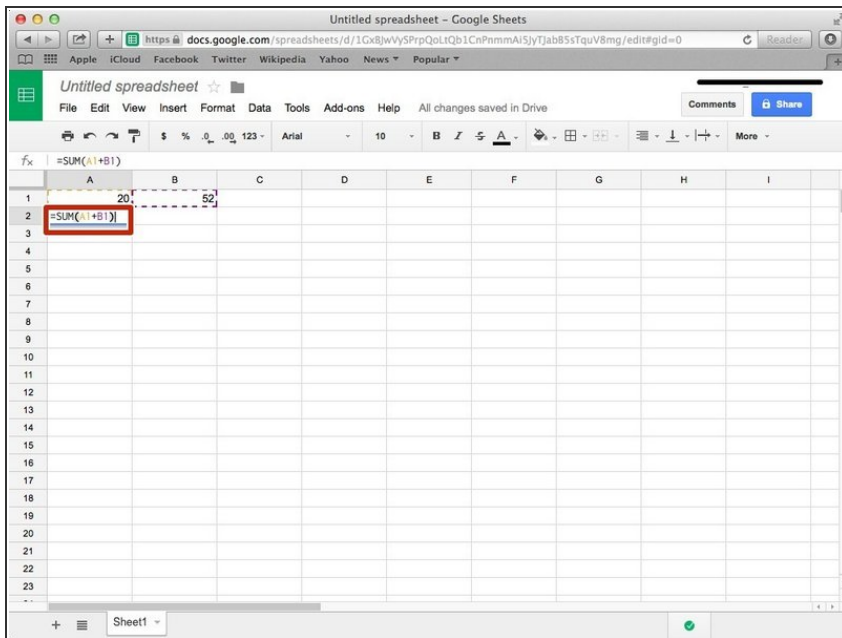 Untitled spreadsheet – Google Sheets
https docs.google.com/spreadsheets/d/1GxBJwVySPrpQoLtQb1CnPnmmAi5JyTJabB5sTquV8mg/edit#gid=0 Reader
Apple iCloud Facebook Twitter Wikipedia Yahoo News Popular
Untitled spreadsheet
File Edit View Insert Format Data Tools Add-ons Help All changes saved in Drive Comments Share
$ % .0 .00 123 Arial 10 B I S A More
fx =SUM(A1+B1)
A B C D E F G H I
1 20 52
2 =SUM(A1+B1)
3
4
5
6
7
8
9
10
11
12
13
14
15
16
17
18
19
20
21
22
23
+ Sheet1